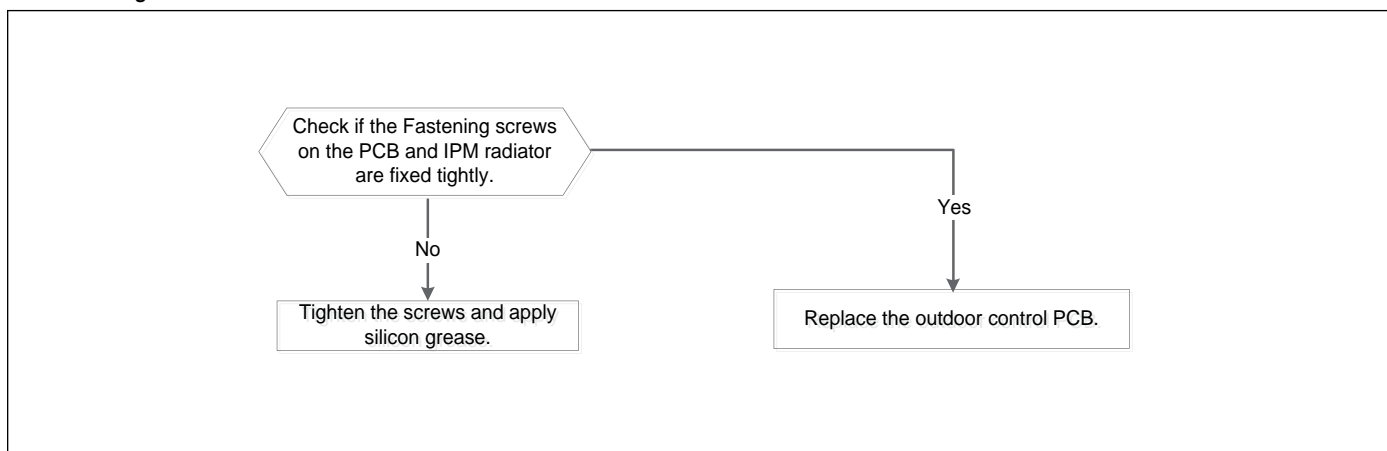 Check if the Fastening screws
on the PCB and IPM radiator
are fixed tightly.
Yes
No
Tighten the screws and apply
silicon grease.
Replace the outdoor control PCB.